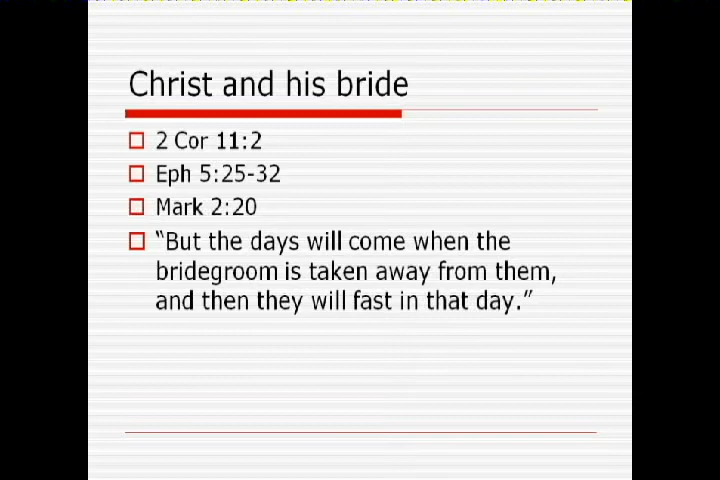 Christ and his bride
2 Cor 11:2
Eph 5:25-32
Mark 2:20
“But the days will come when the
bridegroom is taken away from them,
and then they will fast in that day.”